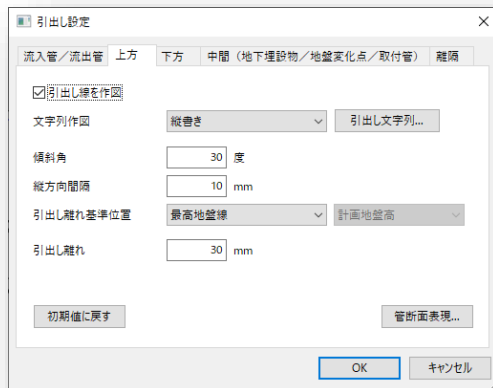 引出し設定
流入管／流出管 上方 下方 中間（地下埋設物／地盤変化点／取付管） 離隔
引出し線を作図
文字列作図 縦書き 引出し文字列...
傾斜角 30 度
縦方向間隔 10 mm
引出し離れ基準位置 最高地盤線 計画地盤高
引出し離れ 30 mm
初期値に戻す 管断面表現...
OK キャンセル